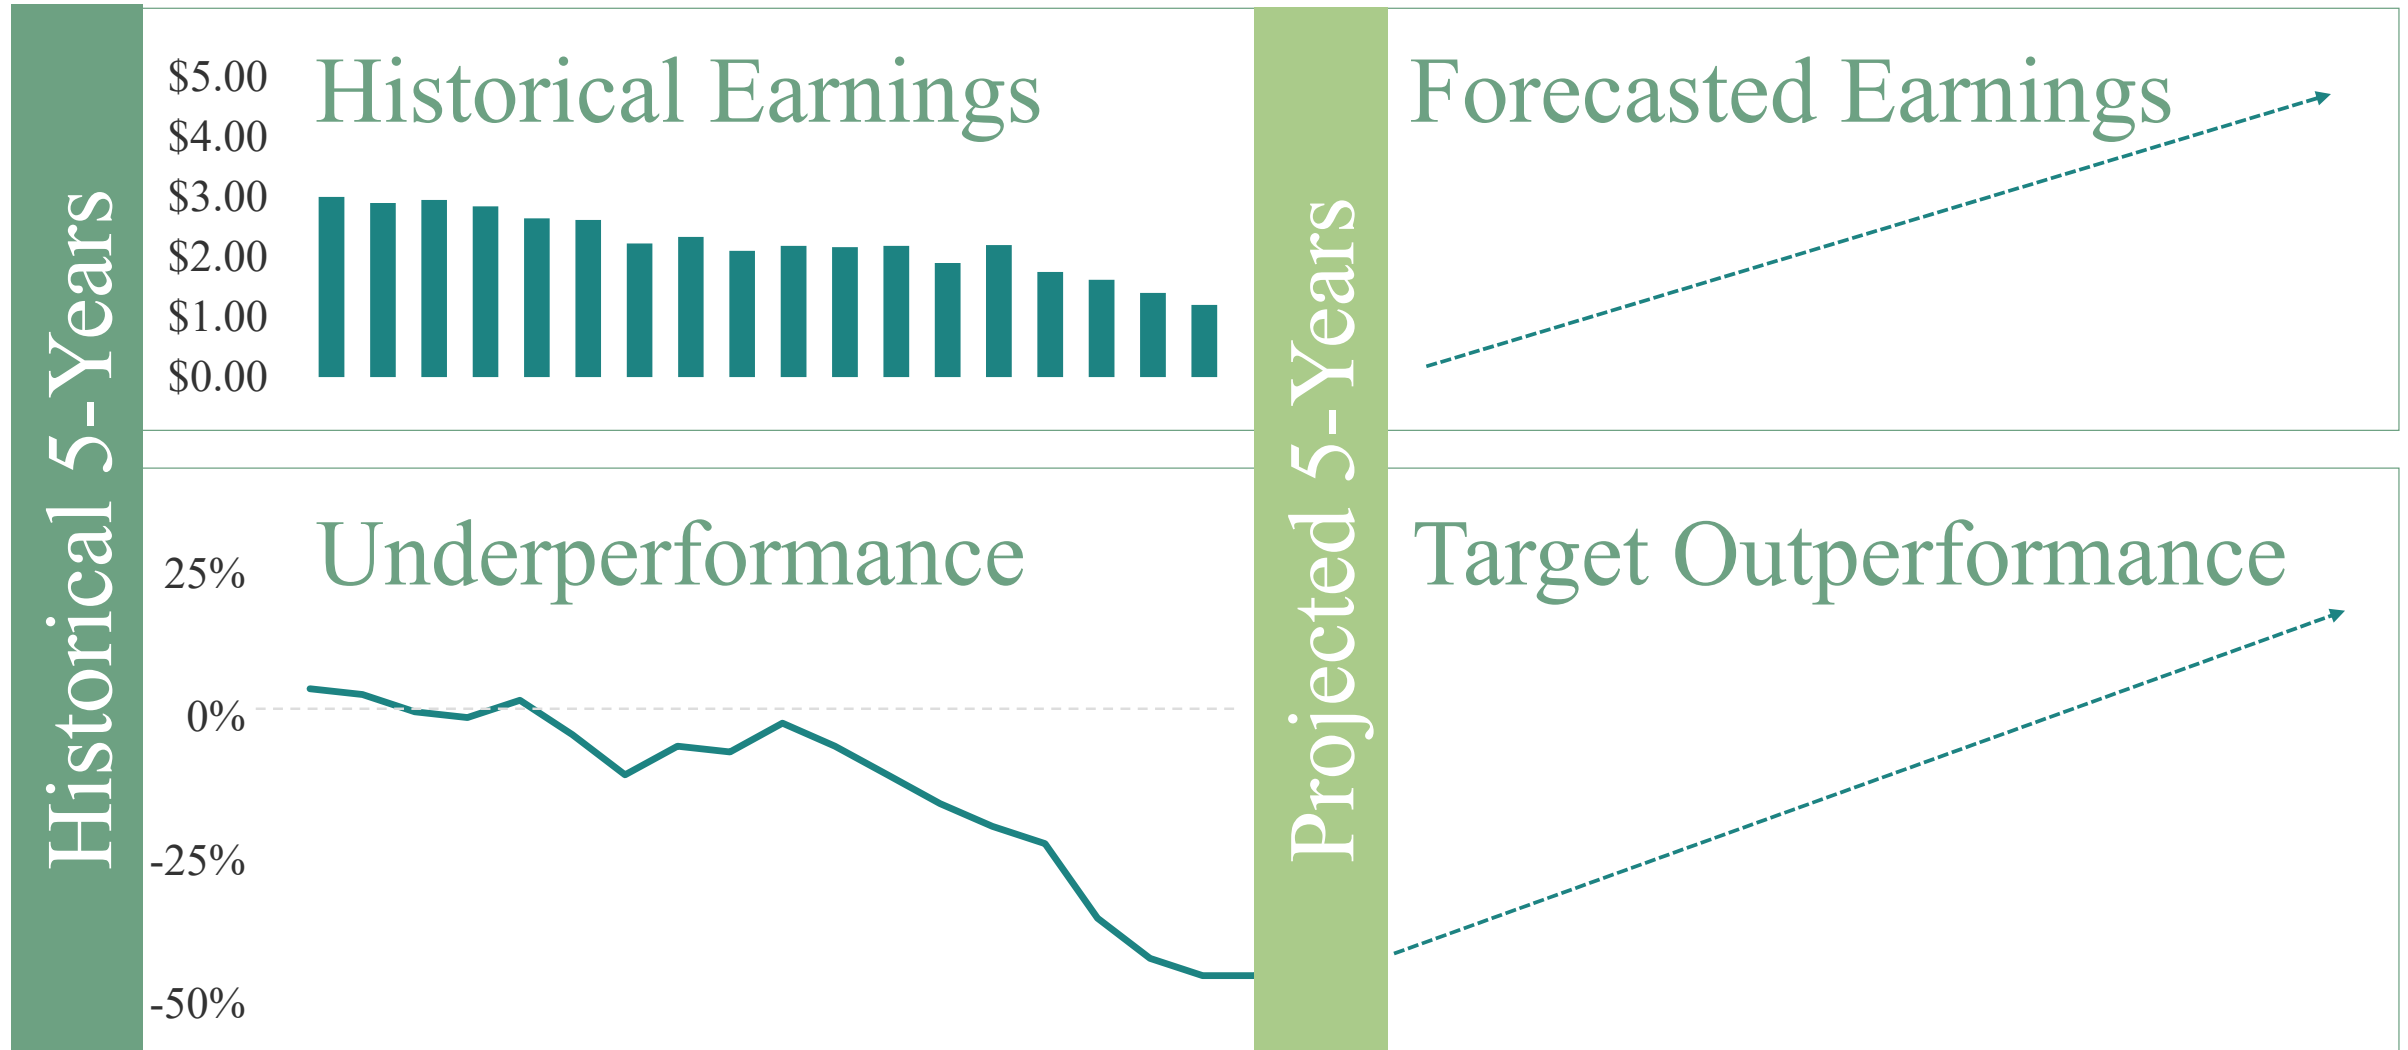 Historical 5-Years
Historical Earnings
$5.00
$4.00
$3.00
$2.00
$1.00
$0.00
Underperformance
25%
0%
-25%
-50%
Projected 5-Years
Forecasted Earnings
Target Outperformance